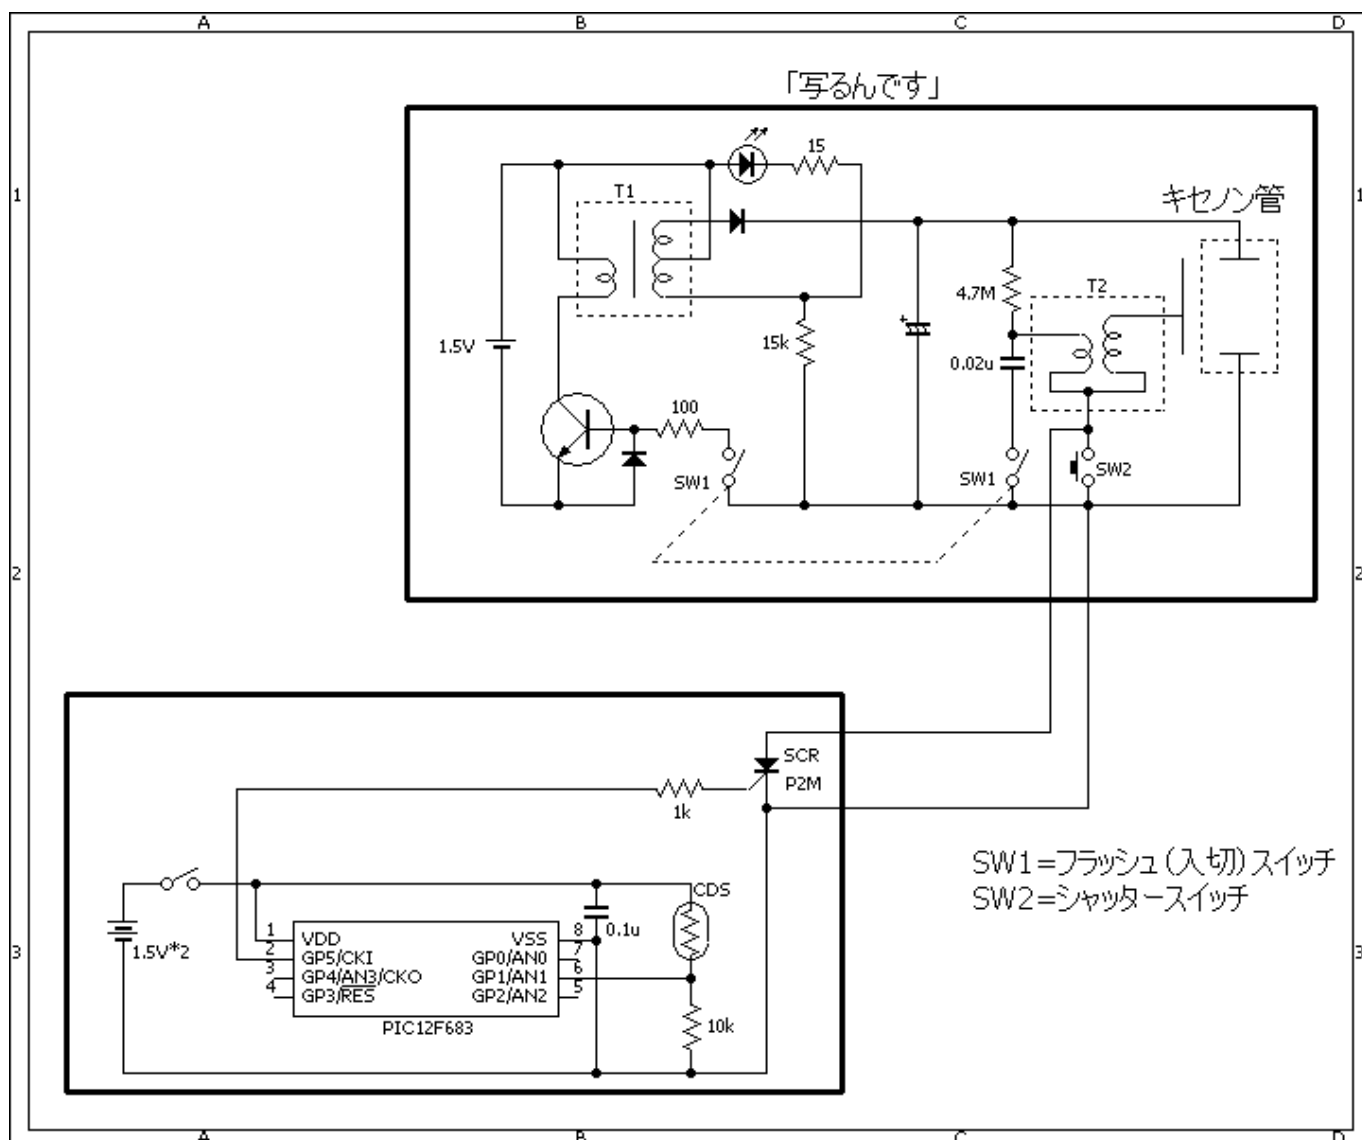 A B C D
「写るんです」
1 1
15
T1
キセノン管
4.7M
T2
1.5V
15k
0.02u
100
SW1
SW1
SW2
2 2
SCR
P2M
1k
SW1=フラッシュ(入切)スイッチ
SW2=シャッタースイッチ
CDS
0.1u
1.5V*2
1 VDD VSS 8
2 GP5/CKI GP0/AN0 7
3 GP4/AN3/CKO GP1/AN1 6
4 GP3/RES GP2/AN2 5
3 3
PIC12F683
10k
A B C D